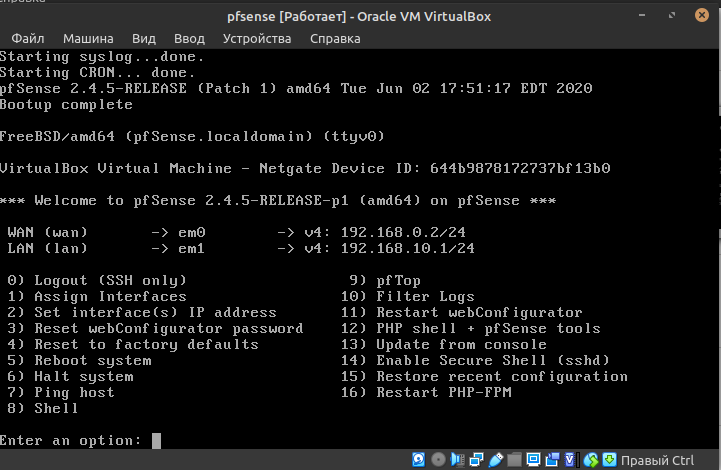 pfsense [Работает] - Oracle VM VirtualBox
Файл Машина Вид Ввод Устройства Справка
Starting syslog...done.
Starting CRON... done.
pfSense 2.4.5-RELEASE (Patch 1) amd64 Tue Jun 02 17:51:17 EDT 2020
Bootup complete
FreeBSD/amd64 (pfSense.localdomain) (ttyv0)
VirtualBox Virtual Machine - Netgate Device ID: 644b9878172737bf13b0
*** Welcome to pfSense 2.4.5-RELEASE-p1 (amd64) on pfSense ***
WAN (wan) -> em0 -> v4: 192.168.0.2/24
LAN (lan) -> em1 -> v4: 192.168.10.1/24
0) Logout (SSH only) 9) pfTop
1) Assign Interfaces 10) Filter Logs
2) Set interface(s) IP address 11) Restart webConfigurator
3) Reset webConfigurator password 12) PHP shell + pfSense tools
4) Reset to factory defaults 13) Update from console
5) Reboot system 14) Enable Secure Shell (sshd)
6) Halt system 15) Restore recent configuration
7) Ping host 16) Restart PHP-FPM
8) Shell
Enter an option:
Правый Ctrl